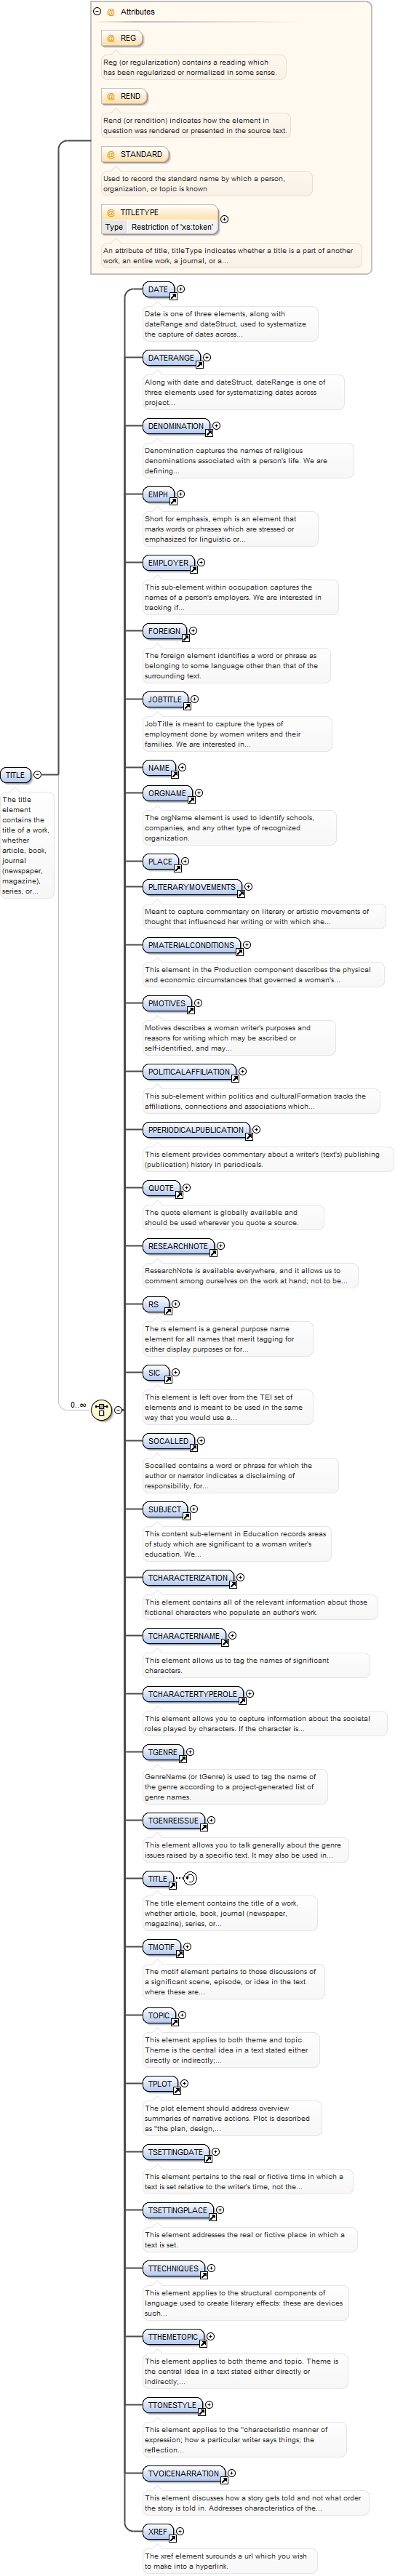 Attributes
REG
Reg (or regularization) contains a reading which
has been regularized or normalized in some sense.
REND
Rend (or rendition) indicates how the element in
question was rendered or presented in the source text.
STANDARD
Used to record the standard name by which a person,
organization, or topic is known
TITLETYPE
Type Restriction of 'xs:token'
An attribute of title, titleType indicates whether a title is a part of another
work, an entire work, a journal, or a...
DATE
Date is one of three elements, along with
dateRange and dateStruct, used to systematize
the capture of dates across...
DATERANGE
Along with date and dateStruct, dateRange is one of
three elements used for systematizing dates across
project...
DENOMINATION
Denomination captures the names of religious
denominations associated with a person's life. We are
defining...
EMPH
Short for emphasis, emph is an element that
marks words or phrases which are stressed or
emphasized for linguistic or...
EMPLOYER
This sub-element within occupation captures the
names of a person's employers. We are interested in
tracking if...
FOREIGN
The foreign element identifies a word or phrase as
belonging to some language other than that of the
surrounding text.
JOBTITLE
JobTitle is meant to capture the types of
employment done by women writers and their
families. We are interested in...
NAME
ORGNAME
The orgName element is used to identify schools,
companies, and any other type of recognized
organization.
PLACE
PLITERARYMOVEMENTS
Meant to capture commentary on literary or artistic movements of
thought that influenced her writing or with which she...
PMATERIALCONDITIONS
This element in the Production component describes the physical
and economic circumstances that governed a woman's...
PMOTIVES
Motives describes a woman writer's purposes and
reasons for writing which may be ascribed or
self-identified, and may...
POLITICALAFFILIATION
This sub-element within politics and culturalFormation tracks the
affiliations, connections and associations which...
PPERIODICALPUBLICATION
This element provides commentary about a writer's (text's) publishing
(publication) history in periodicals.
QUOTE
The quote element is globally available and
should be used wherever you quote a source.
RESEARCHNOTE
ResearchNote is available everywhere, and it allows us to
comment among ourselves on the work at hand; not to be...
RS
The rs element is a general purpose name
element for all names that merit tagging for
either display purposes or for...
SIC
This element is left over from the TEI set of
elements and is meant to be used in the same
way that you would use a...
SOCALLED
Socalled contains a word or phrase for which the
author or narrator indicates a disclaiming of
responsibility, for...
SUBJECT
This content sub-element in Education records areas
of study which are significant to a woman writer's
education. We...
TCHARACTERIZATION
This element contains all of the relevant information about those
fictional characters who populate an author's work.
TCHARACTERNAME
This element allows us to tag the names of significant
characters.
TCHARACTERTYPEROLE
This element allows you to capture information about the societal
roles played by characters. If the character is...
TGENRE
GenreName (or tGenre) is used to tag the name of
the genre according to a project-generated list of
genre names.
TGENREISSUE
This element allows you to talk generally about the genre
issues raised by a specific text. It may also be used in...
TITLE
The title element contains the title of a work,
whether article, book, journal (newspaper,
magazine), series, or...
TMOTIF
The motif element pertains to those discussions of
a significant scene, episode, or idea in the text
where these are...
TOPIC
This element applies to both theme and topic.
Theme is the central idea in a text stated either
directly or indirectly;...
TPLOT
The plot element should address overview
summaries of narrative actions. Plot is described
as "the plan, design,...
TSETTINGDATE
This element pertains to the real or fictive time in which a
text is set relative to the writer's time, not the...
TSETTINGPLACE
This element addresses the real or fictive place in which a
text is set.
TTECHNIQUES
This element applies to the structural components of
language used to create literary effects: these are devices
such...
TTHEMETOPIC
This element applies to both theme and topic. Theme is
the central idea in a text stated either directly or
indirectly;...
TTONESTYLE
This element applies to the "characteristic manner of
expression; how a particular writer says things; the
reflection...
TVOICENARRATION
This element discusses how a story gets told and not what order
the story is told in. Addresses characteristics of the...
XREF
The xref element surounds a url which you wish
to make into a hyperlink.
TITLE
The title
element
contains the
title of a work,
whether
article, book,
journal
(newspaper,
magazine),
series, or...
0..∞